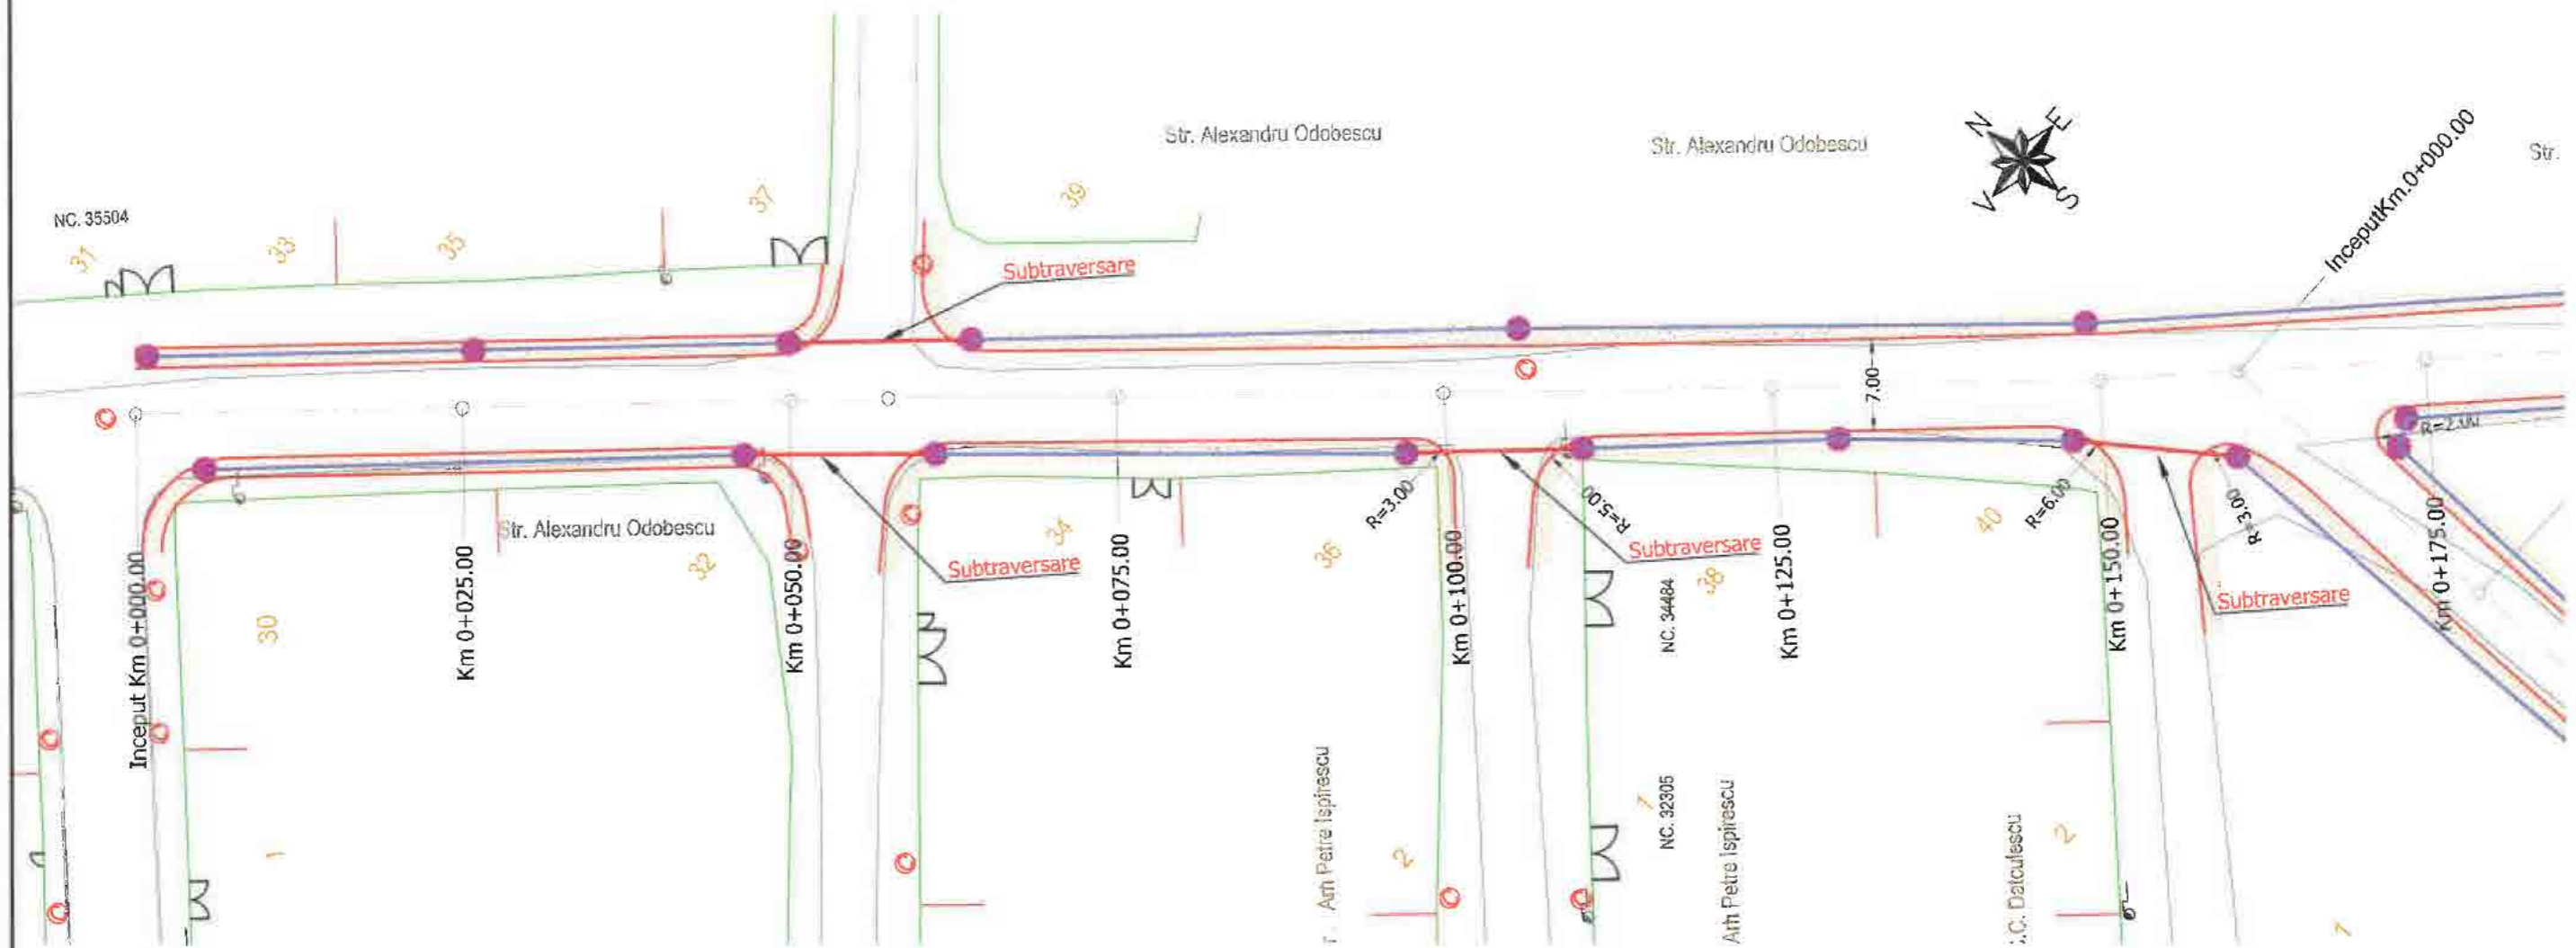 Str. Alexandru Odobescu
Str. Alexandru Odobescu
Str.
N
E
V
S
InceputKm.0+000.00
NC. 35504
31
33
35
37
39
Subtraversare
7.00
R=2.00
Str. Alexandru Odobescu
R=3.00
R=5.00
R=6.00
R=3.00
Subtraversare
Subtraversare
Subtraversare
Inceput Km 0+000.00
Km 0+025.00
Km 0+050.00
Km 0+075.00
Km 0+100.00
Km 0+125.00
Km 0+150.00
Km 0+175.00
30
32
34
36
38
40
NC. 34484
NC. 32305
1
2
7
2
7
Arh Petre Ispirescu
Arh Petre Ispirescu